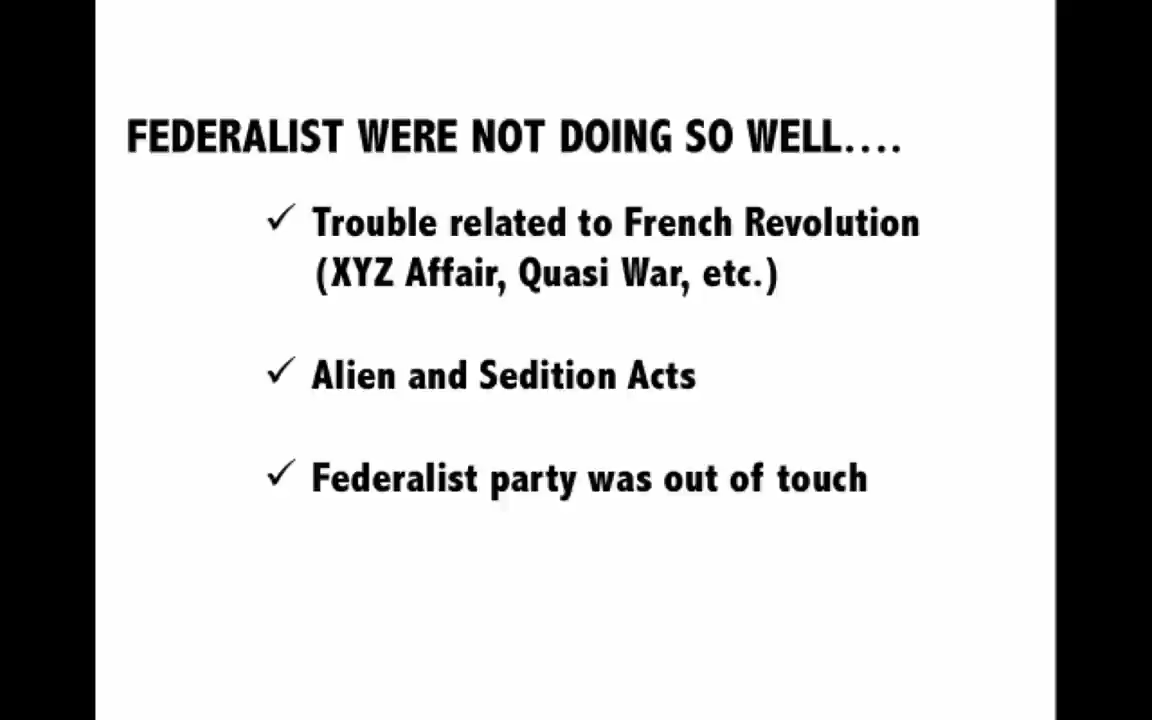 FEDERALIST WERE NOT DOING SO WELL....
✓ Trouble related to French Revolution
(XYZ Affair, Quasi War, etc.)
✓ Alien and Sedition Acts
✓ Federalist party was out of touch